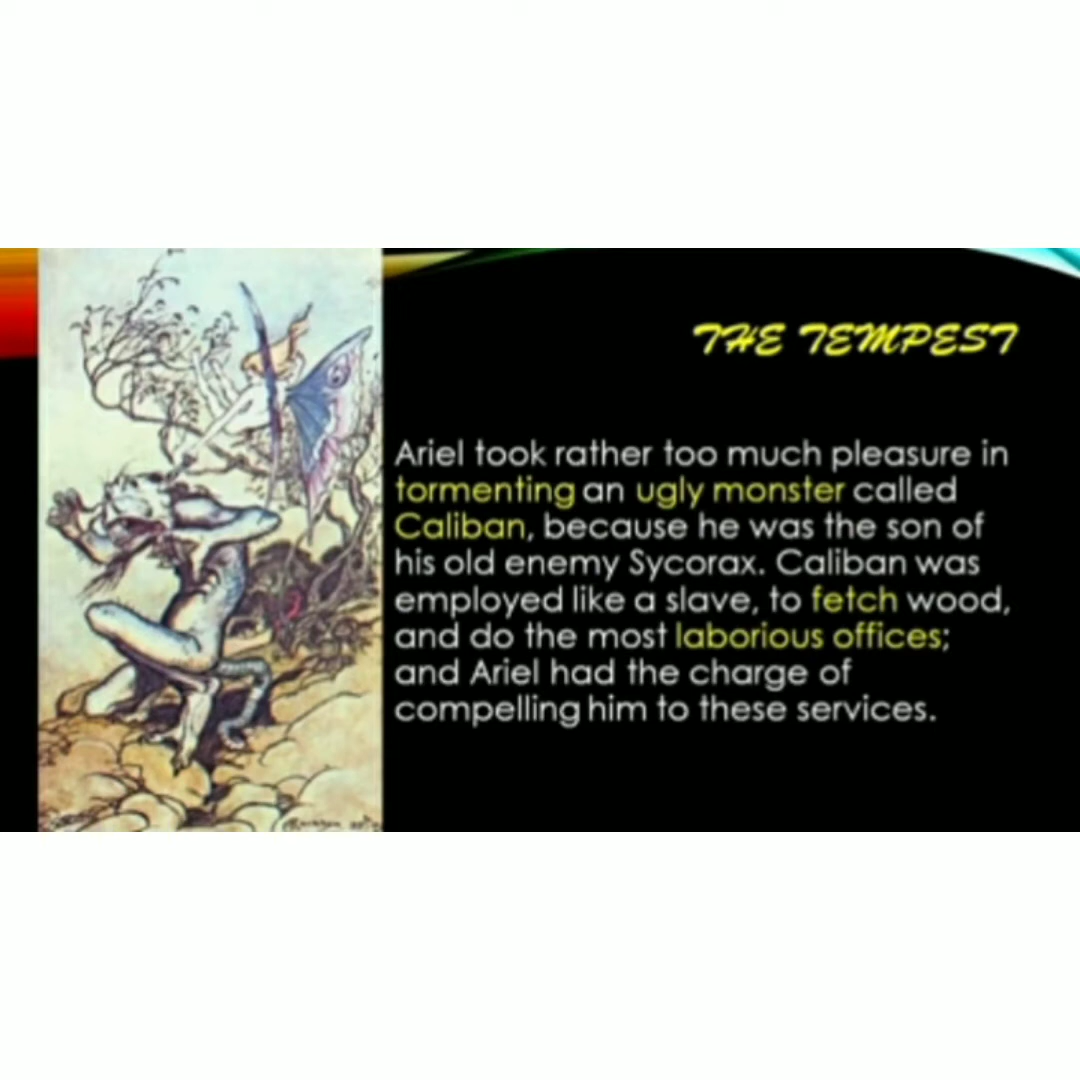 THE TEMPEST
Ariel took rather too much pleasure in
tormenting an ugly monster called
Caliban, because he was the son of
his old enemy Sycorax. Caliban was
employed like a slave, to fetch wood,
and do the most laborious offices;
and Ariel had the charge of
compelling him to these services.